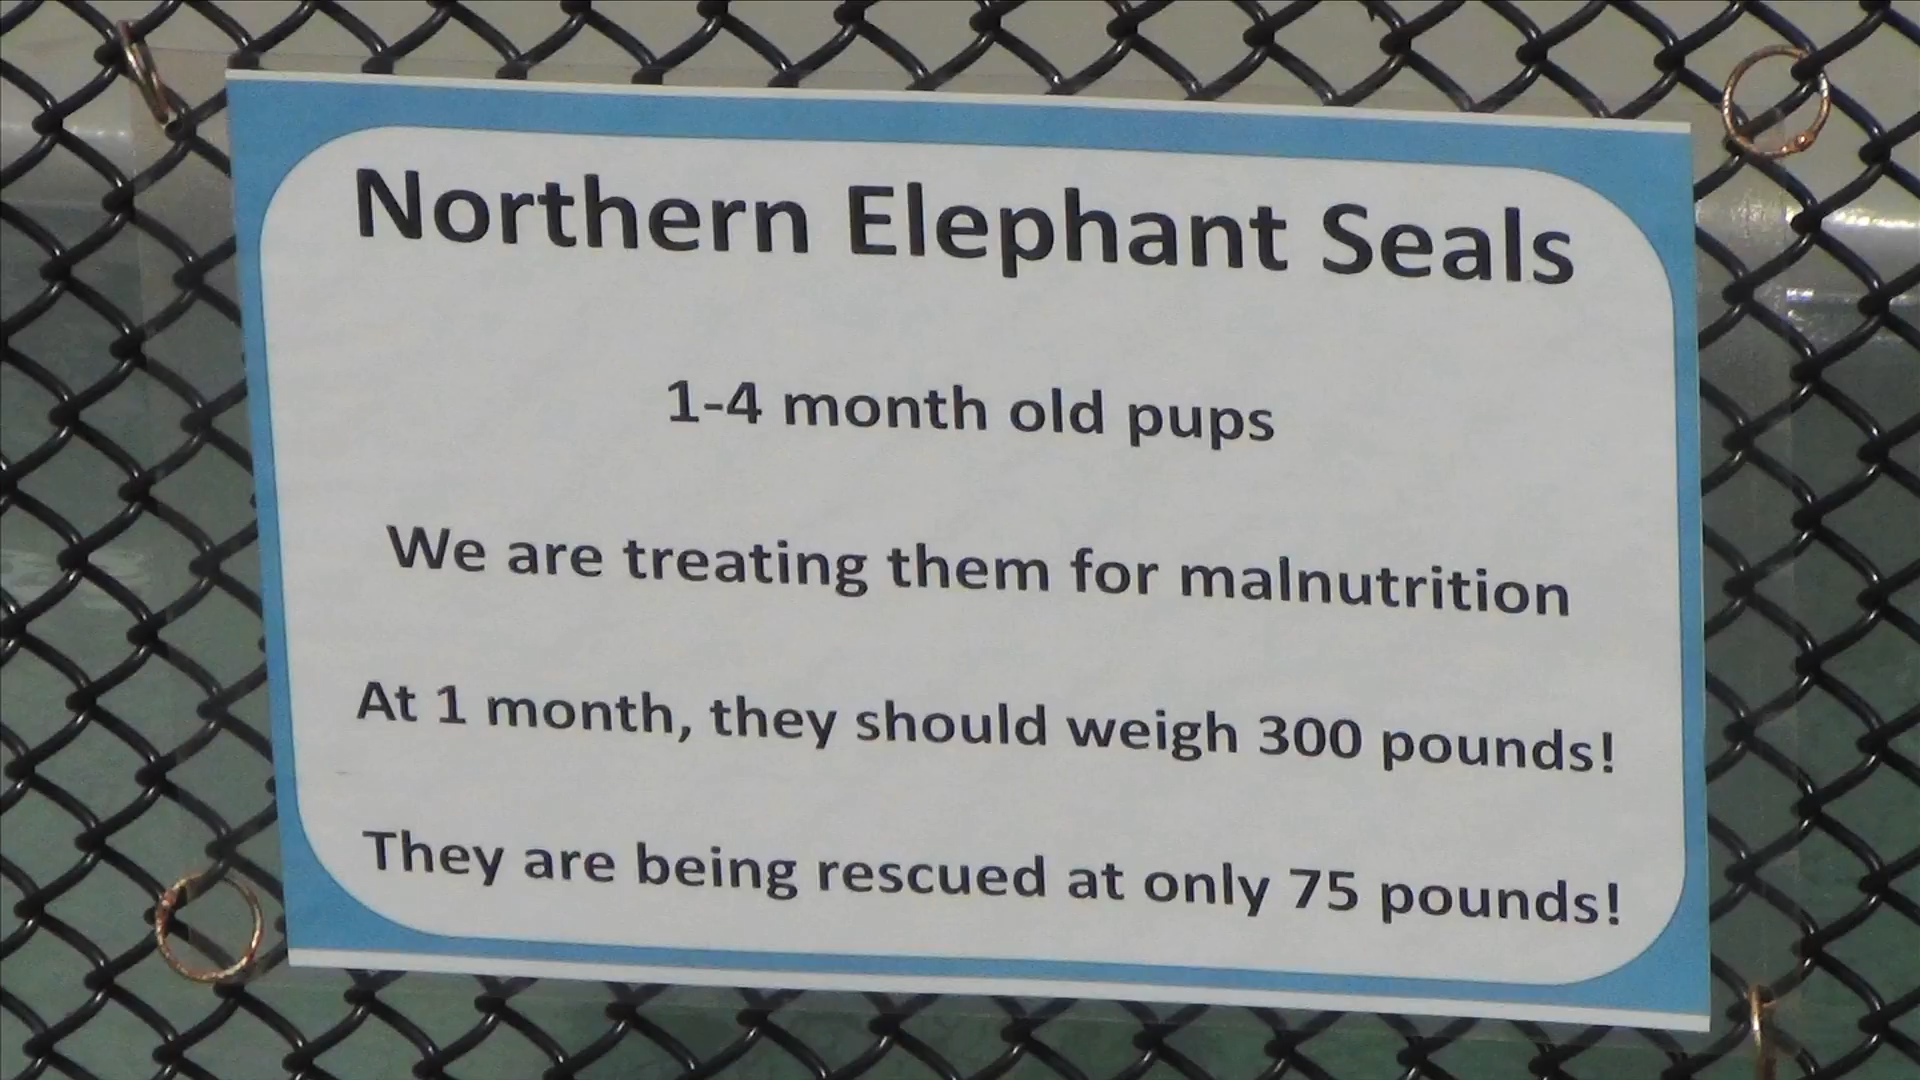 Northern Elephant Seals
1-4 month old pups
We are treating them for malnutrition
At 1 month, they should weigh 300 pounds!
They are being rescued at only 75 pounds!